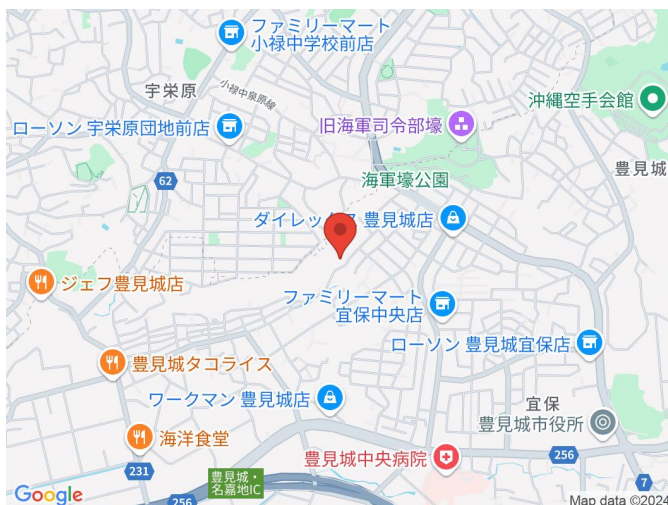 ファミリーマート
小禄中学校前店
宇栄原
小禄中泉原線
沖縄空手会館
ローソン 宇栄原団地前店
旧海軍司令部壕
豊見城
海軍壕公園
62
ダイレックス 豊見城店
ジェフ豊見城店
ファミリーマート
宜保中央店
ローソン 豊見城宜保店
豊見城タコライス
ワークマン 豊見城店
宜保
豊見城市役所
海洋食堂
豊見城中央病院
256
231
豊見城・
名嘉地IC
7
256
Google
Map data ©2024